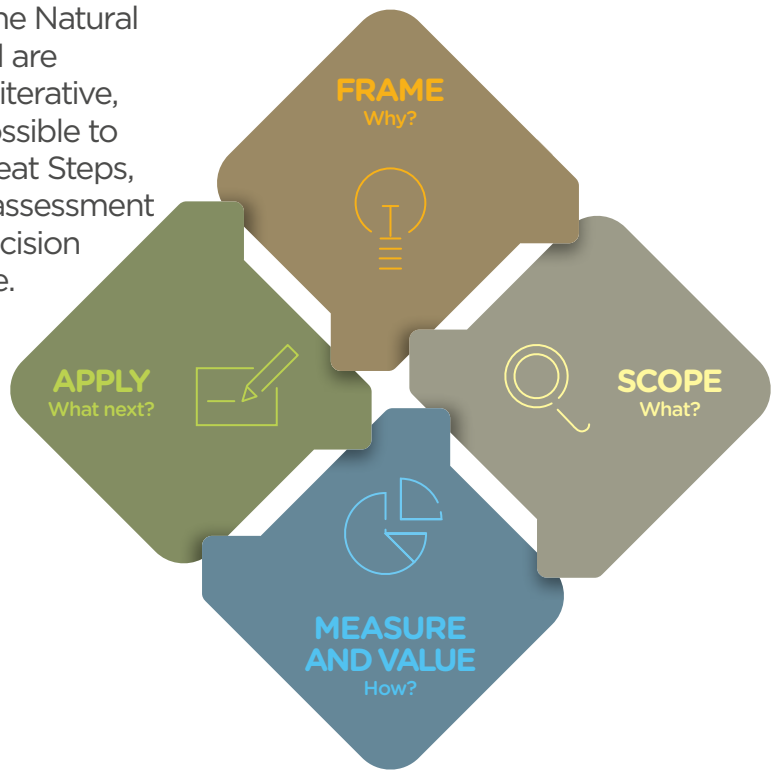 ne Natural
are
iterative,
ossible to
eat Steps,
assessment
cision
e.
FRAME
Why?
SCOPE
What?
MEASURE
AND VALUE
How?
APPLY
What next?